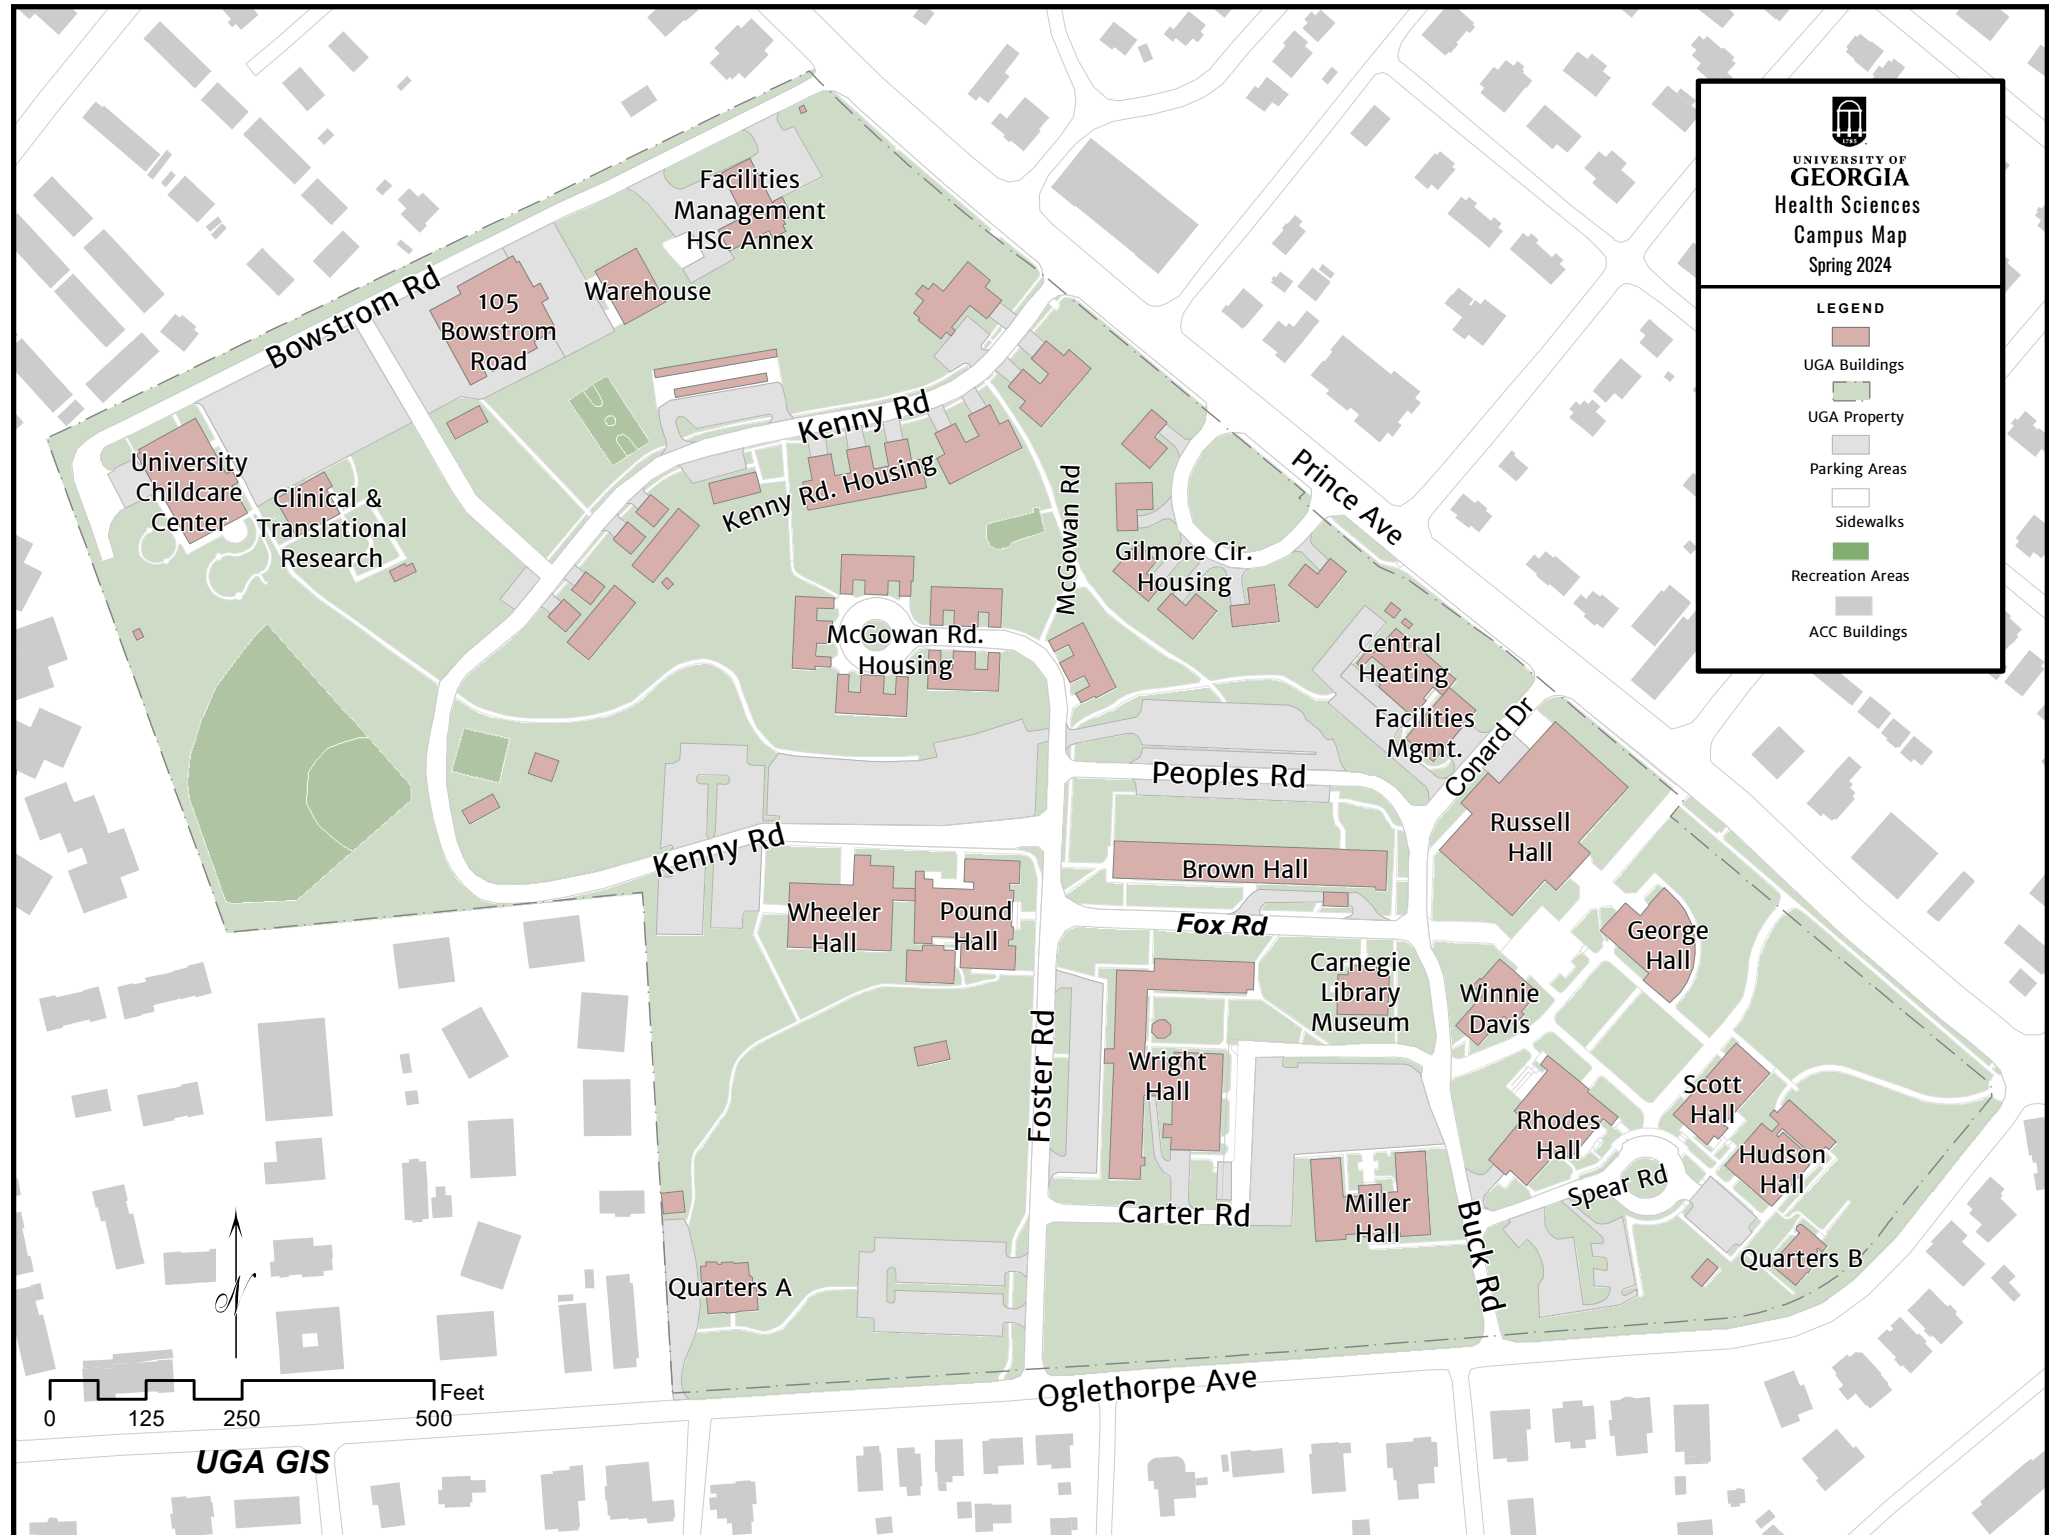 1785
UNIVERSITY OF
GEORGIA
Health Sciences
Campus Map
Spring 2024
LEGEND
UGA Buildings
UGA Property
Parking Areas
Sidewalks
Recreation Areas
ACC Buildings
Facilities
Management
HSC Annex
Warehouse
105
Bowstrom
Road
Bowstrom Rd
University
Childcare
Center
Clinical &
Translational
Research
Kenny Rd
Kenny Rd. Housing
McGowan Rd
Prince Ave
Gilmore Cir.
Housing
McGowan Rd.
Housing
Central
Heating
Facilities
Mgmt.
Conard Dr
Peoples Rd
Russell
Hall
Kenny Rd
Brown Hall
Wheeler
Hall
Pound
Hall
Fox Rd
George
Hall
Carnegie
Library
Museum
Winnie
Davis
Foster Rd
Wright
Hall
Scott
Hall
Rhodes
Hall
Hudson
Hall
Spear Rd
Carter Rd
Miller
Hall
Buck Rd
Quarters A
Quarters B
Oglethorpe Ave
N
Feet
0 125 250 500
UGA GIS